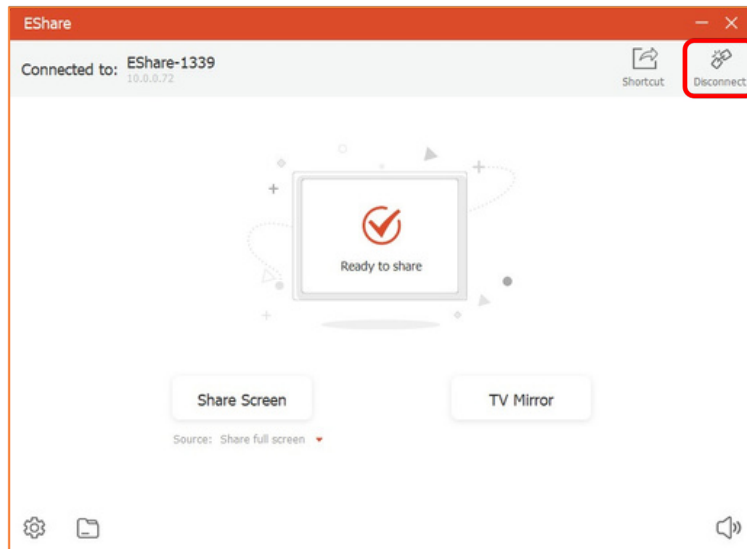 EShare
Connected to: EShare-1339
10.0.0.72
Shortcut
Disconnect
Ready to share
Share Screen
TV Mirror
Source: Share full screen